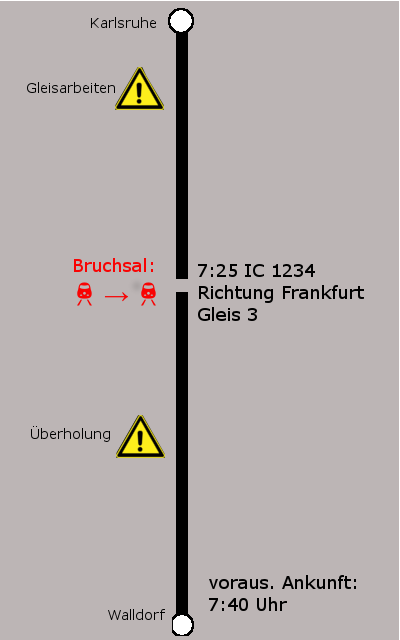 Karlsruhe
Gleisarbeiten
Bruchsal:
→
7:25 IC 1234
Richtung Frankfurt
Gleis 3
Überholung
voraus. Ankunft:
7:40 Uhr
Walldorf